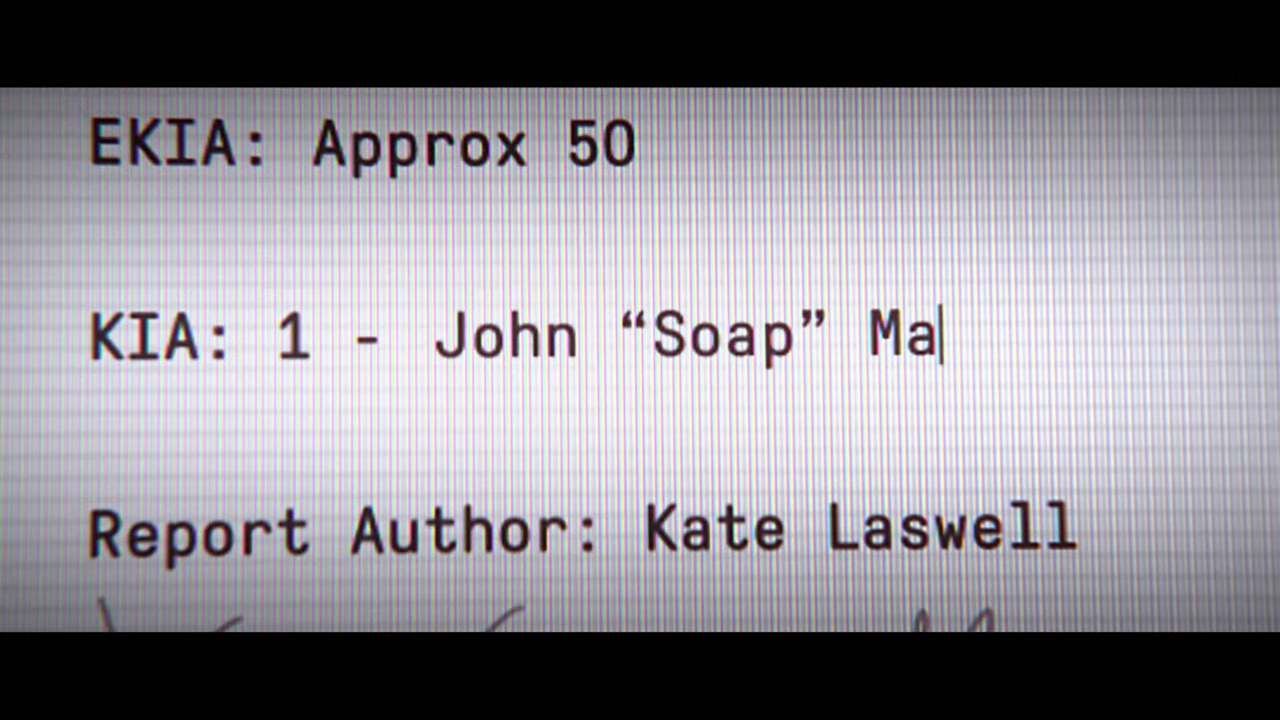 EKIA: Approx 50
KIA: 1 - John “Soap” Ma
Report Author: Kate Laswell